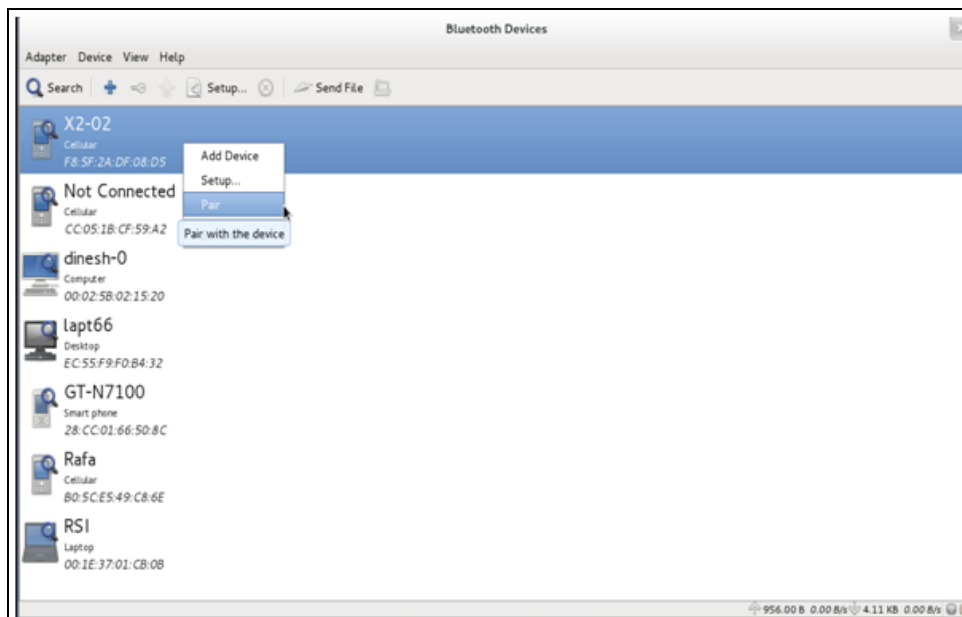 Bluetooth Devices
Adapter Device View Help
Search Setup... Send File
X2-02
Cellular
F8:5F:2A:DF:08:D5
Add Device
Setup...
Pair
Pair with the device
Not Connected
Cellular
CC:05:1B:CF:59:A2
dinesh-0
Computer
00:02:5B:02:15:20
lapt66
Desktop
EC:55:F9:F0:B4:32
GT-N7100
Smart phone
28:CC:01:66:50:8C
Rafa
Cellular
B0:5C:E5:49:C8:6E
RSI
Laptop
00:1E:37:01:CB:0B
956.00 B 0.00 B/s 4.11 KB 0.00 B/s